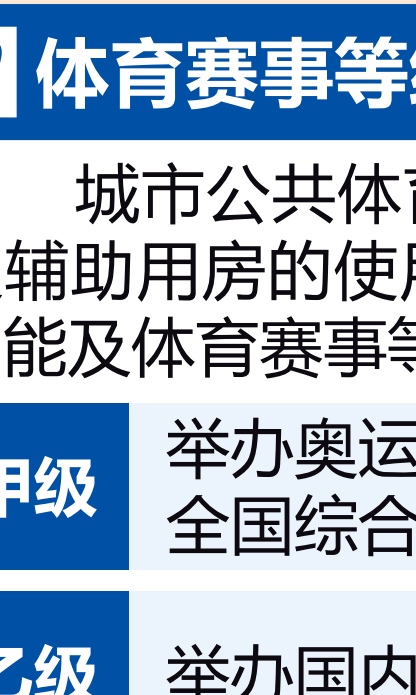 体育赛事等级
城市公共体育
辅助用房的使用
能及体育赛事等
甲级
举办奥运
全国综合
乙级
举办国内